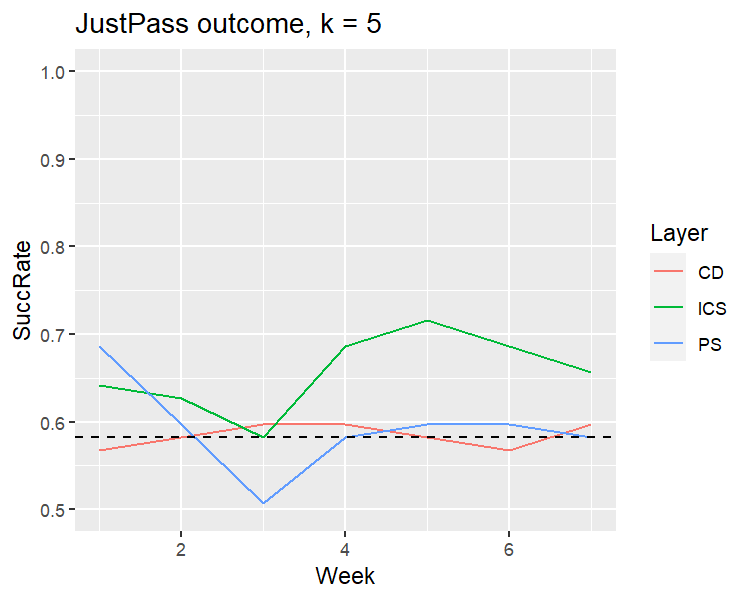 JustPass outcome, k = 5
SuccRate
1.0
0.9
0.8
0.7
0.6
0.5
2
4
6
Week
Layer
CD
ICS
PS